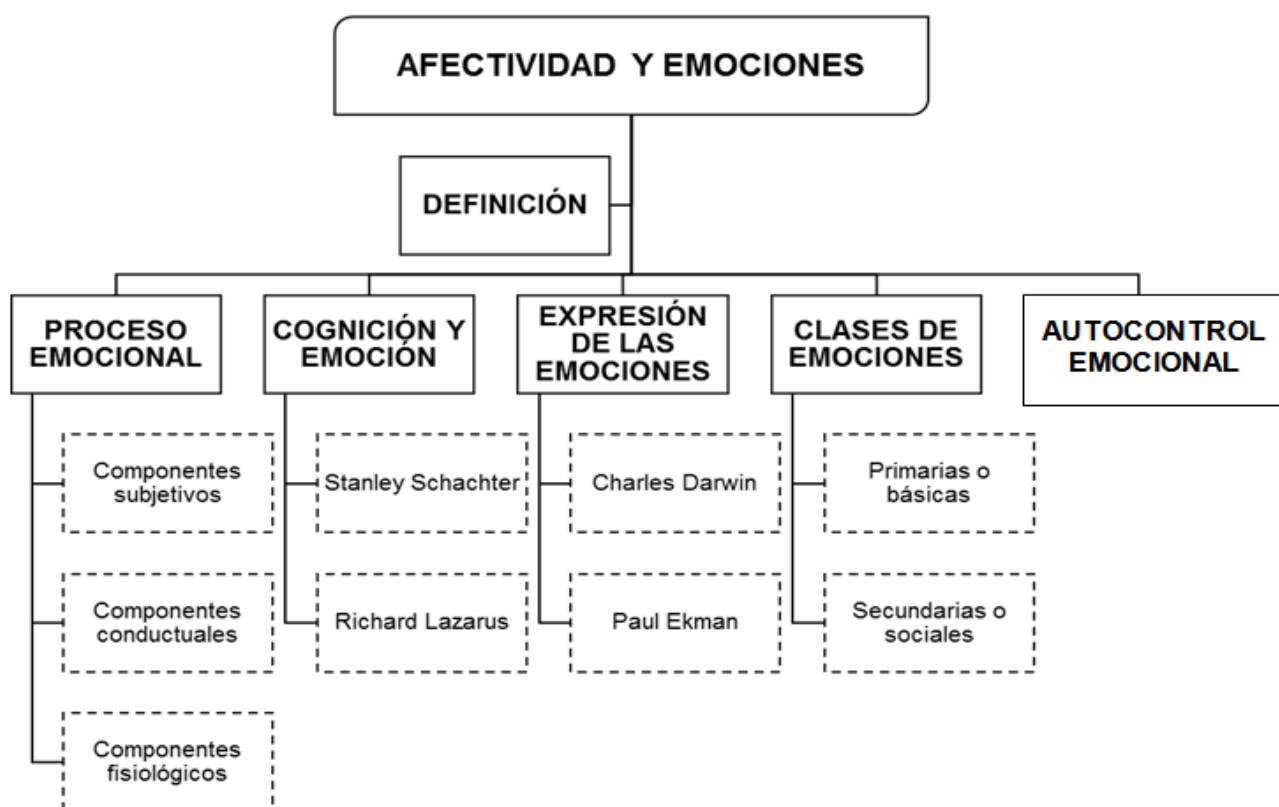 AFECTIVIDAD Y EMOCIONES
DEFINICIÓN
PROCESO
EMOCIONAL
COGNICIÓN Y
EMOCIÓN
EXPRESIÓN
DE LAS
EMOCIONES
CLASES DE
EMOCIONES
AUTOCONTROL
EMOCIONAL
Componentes
subjetivos
Stanley Schachter
Charles Darwin
Primarias o
básicas
Componentes
conductuales
Richard Lazarus
Paul Ekman
Secundarias o
sociales
Componentes
fisiológicos